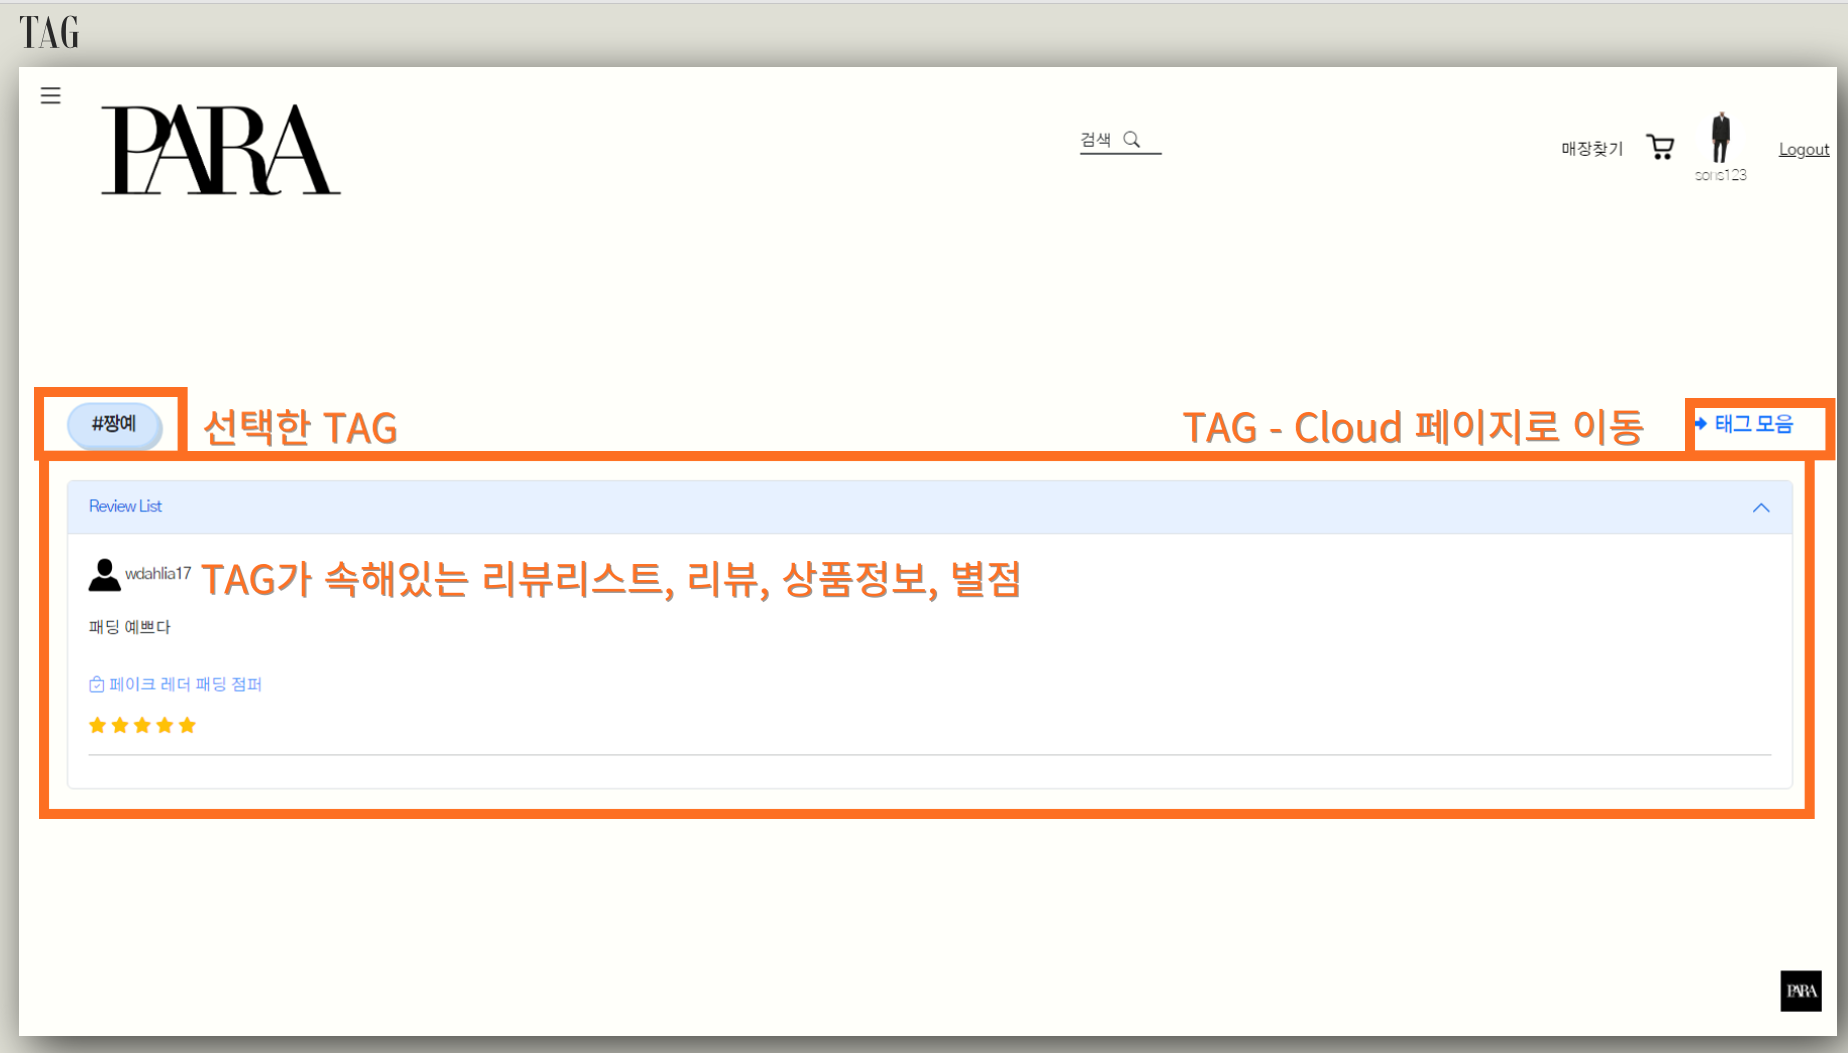 TAG
PARA
검색
매장찾기
sons123
Logout
#짱예
선택한 TAG
TAG - Cloud 페이지로 이동
태그 모음
Review List
wdahlia17
TAG가 속해있는 리뷰리스트, 리뷰, 상품정보, 별점
패딩 예쁘다
페이크 레더 패딩 점퍼
PARA